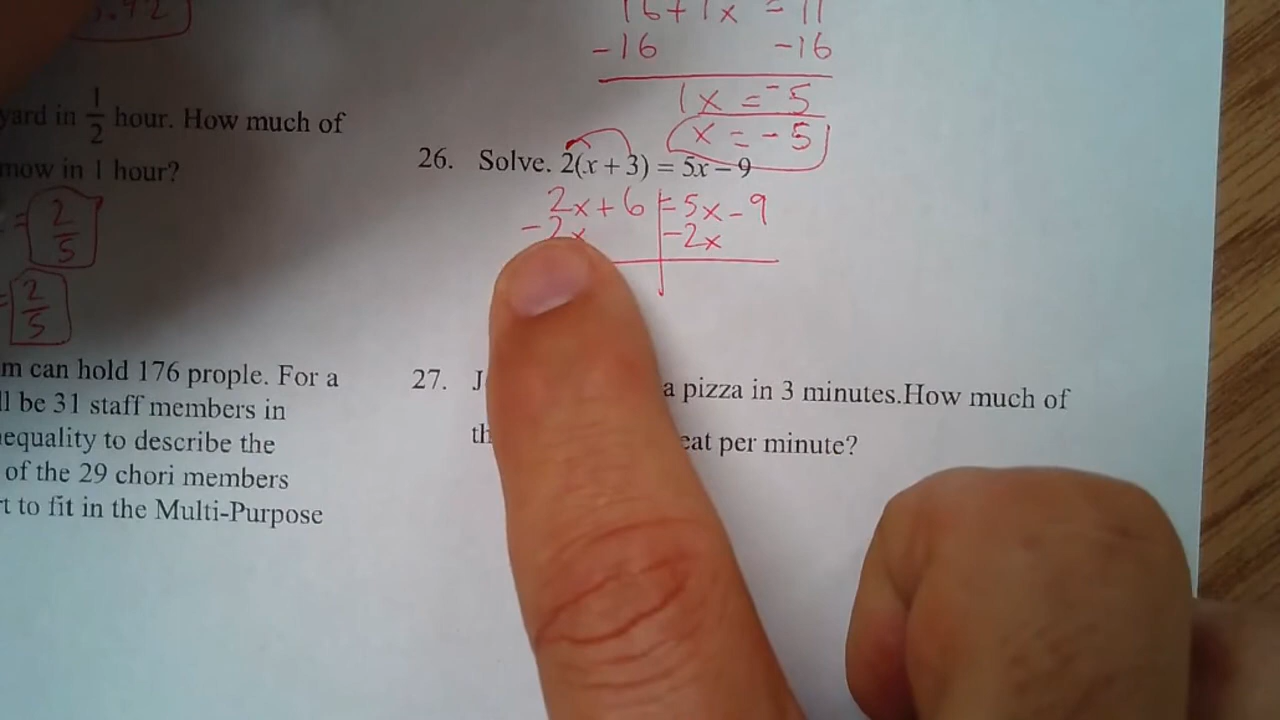 .42
yard in 1/2 hour. How much of
mow in 1 hour?
= 2/5
= 2/5
m can hold 176 prople. For a
ll be 31 staff members in
equality to describe the
of the 29 chori members
t to fit in the Multi-Purpose
16+1x = 11
-16 -16
1x = -5
x = -5
26. Solve. 2(x + 3) = 5x – 9
2x+6 = 5x-9
-2x -2x
27. J a pizza in 3 minutes.How much of
th eat per minute?